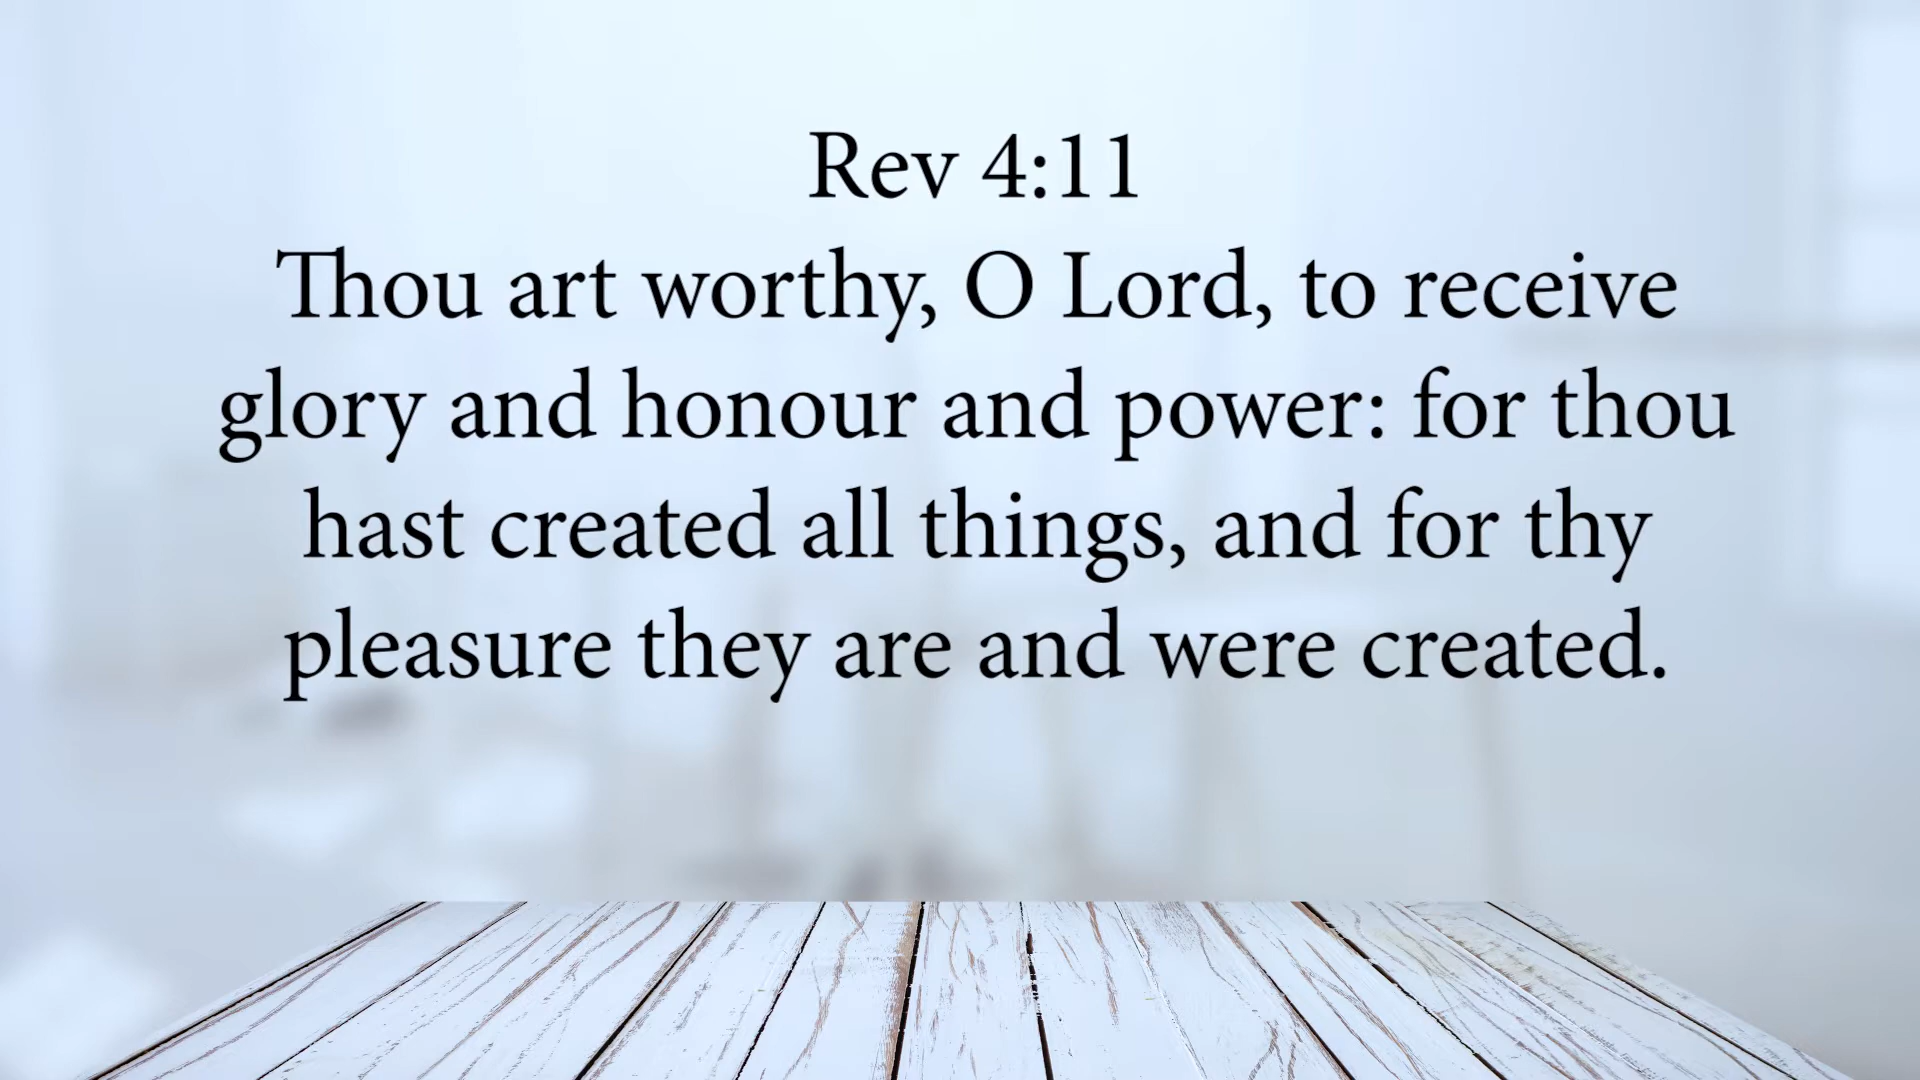 Rev 4:11
Thou art worthy, O Lord, to receive
glory and honour and power: for thou
hast created all things, and for thy
pleasure they are and were created.